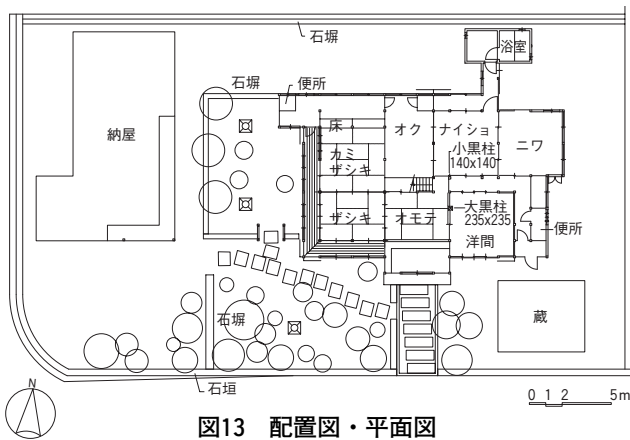 石塀
浴室
石塀
便所
納屋
床
オク
ナイショ
ニワ
小黒柱
140x140
カミ
ザシキ
ザシキ
オモテ
大黒柱
235x235
洋間
便所
石塀
蔵
石垣
N
0 1 2 5m
図13 配置図・平面図